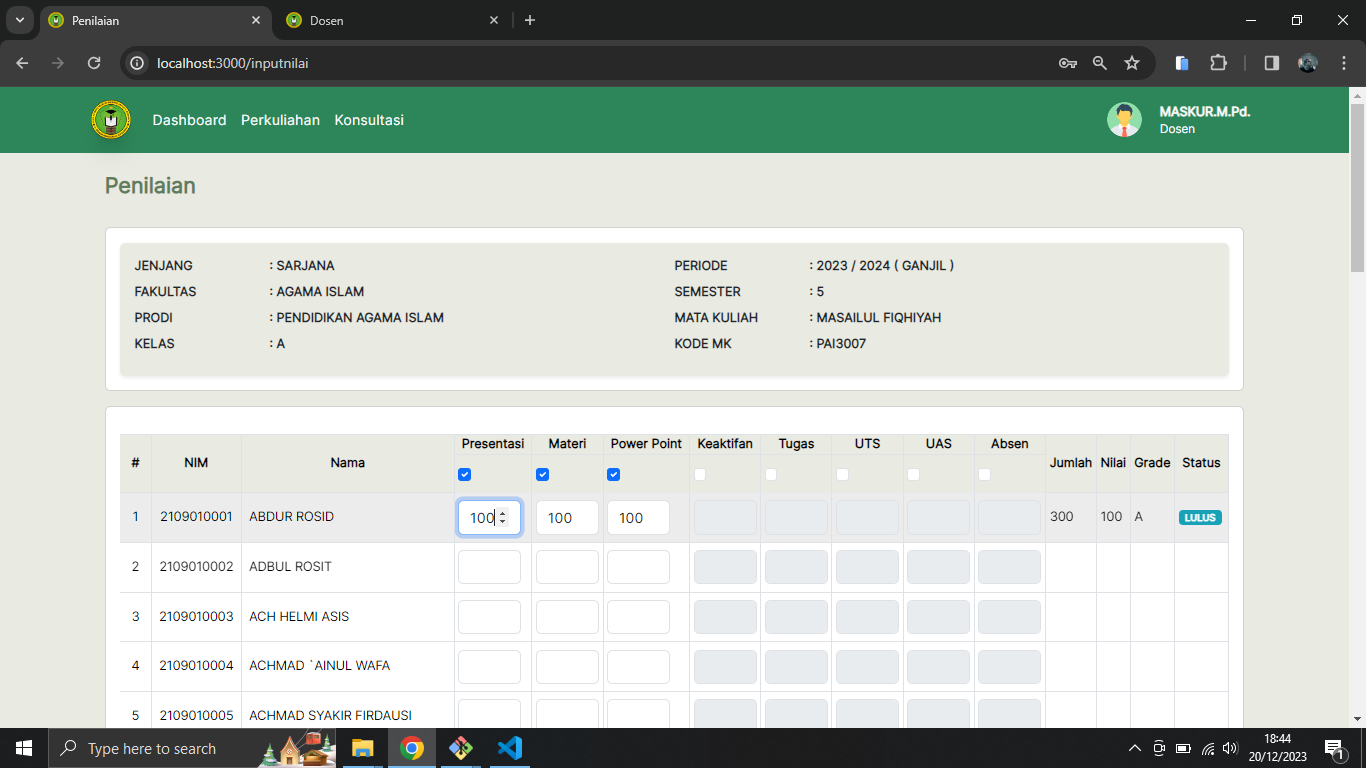 Penilaian
Dosen
localhost:3000/inputnilai
Dashboard Perkuliahan Konsultasi
MASKUR.M.Pd.
Dosen
Penilaian
JENJANG : SARJANA PERIODE : 2023 / 2024 ( GANJIL )
FAKULTAS : AGAMA ISLAM SEMESTER : 5
PRODI : PENDIDIKAN AGAMA ISLAM MATA KULIAH : MASAILUL FIQHIYAH
KELAS : A KODE MK : PAI3007
# NIM Nama Presentasi Materi Power Point Keaktifan Tugas UTS UAS Absen Jumlah Nilai Grade Status
1 2109010001 ABDUR ROSID 100 100 100 300 100 A LULUS
2 2109010002 ADBUL ROSIT
3 2109010003 ACH HELMI ASIS
4 2109010004 ACHMAD `AINUL WAFA
5 2109010005 ACHMAD SYAKIR FIRDAUSI
Type here to search
18:44
20/12/2023
1